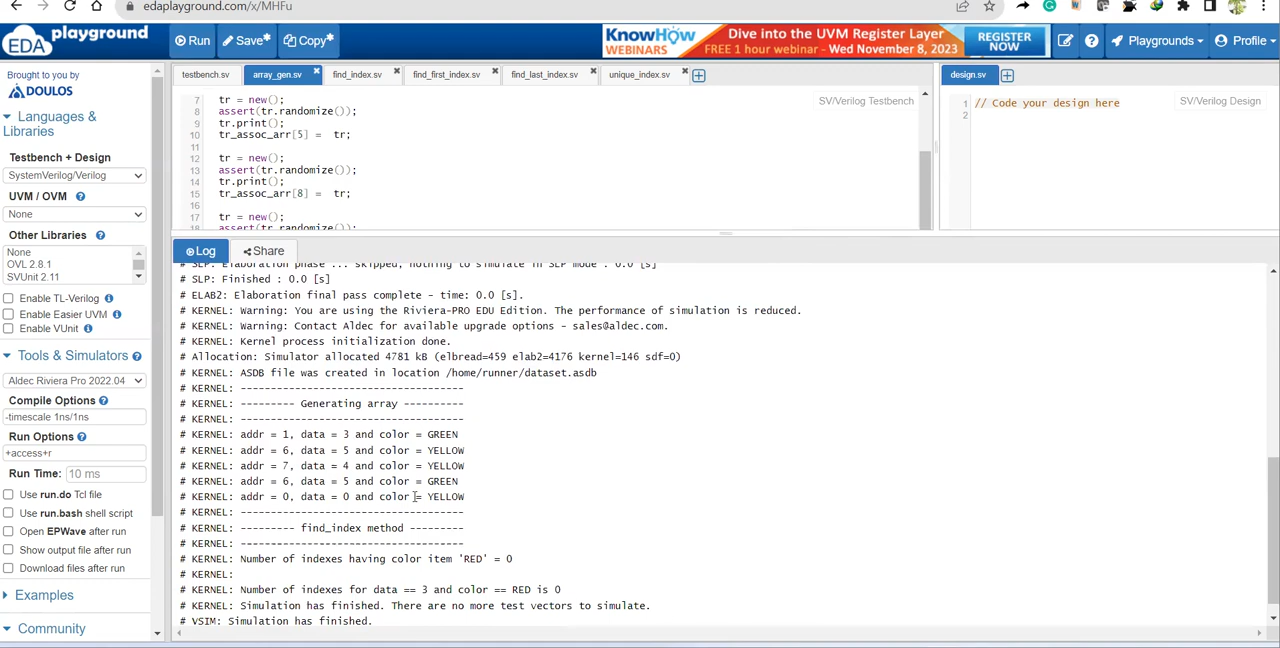 edaplayground.com/x/MHFu
EDA playground
Run
Save*
Copy*
KnowHow WEBINARS
Dive into the UVM Register Layer
FREE 1 hour webinar - Wed November 8, 2023
REGISTER NOW
Playgrounds
Profile
Brought to you by
DOULOS
Languages & Libraries
Testbench + Design
SystemVerilog/Verilog
UVM / OVM
None
Other Libraries
None
OVL 2.8.1
SVUnit 2.11
Enable TL-Verilog
Enable Easier UVM
Enable VUnit
Tools & Simulators
Aldec Riviera Pro 2022.04
Compile Options
-timescale 1ns/1ns
Run Options
+access+r
Run Time: 10 ms
Use run.do Tcl file
Use run.bash shell script
Open EPWave after run
Show output file after run
Download files after run
Examples
Community
testbench.sv
array_gen.sv
find_index.sv
find_first_index.sv
find_last_index.sv
unique_index.sv
SV/Verilog Testbench
7 tr = new();
8 assert(tr.randomize());
9 tr.print();
10 tr_assoc_arr[5] = tr;
11
12 tr = new();
13 assert(tr.randomize());
14 tr.print();
15 tr_assoc_arr[8] = tr;
16
17 tr = new();
18 assert(tr.randomize());
design.sv
1 // Code your design here
2
SV/Verilog Design
Log
Share
# SLP: Elaboration phase ... skipped, nothing to simulate in SLP mode : 0.0 [s]
# SLP: Finished : 0.0 [s]
# ELAB2: Elaboration final pass complete - time: 0.0 [s].
# KERNEL: Warning: You are using the Riviera-PRO EDU Edition. The performance of simulation is reduced.
# KERNEL: Warning: Contact Aldec for available upgrade options - sales@aldec.com.
# KERNEL: Kernel process initialization done.
# Allocation: Simulator allocated 4781 kB (elbread=459 elab2=4176 kernel=146 sdf=0)
# KERNEL: ASDB file was created in location /home/runner/dataset.asdb
# KERNEL: -------------------------------------
# KERNEL: --------- Generating array ----------
# KERNEL: -------------------------------------
# KERNEL: addr = 1, data = 3 and color = GREEN
# KERNEL: addr = 6, data = 5 and color = YELLOW
# KERNEL: addr = 7, data = 4 and color = YELLOW
# KERNEL: addr = 6, data = 5 and color = GREEN
# KERNEL: addr = 0, data = 0 and color = YELLOW
# KERNEL: -------------------------------------
# KERNEL: --------- find_index method ---------
# KERNEL: -------------------------------------
# KERNEL: Number of indexes having color item 'RED' = 0
# KERNEL:
# KERNEL: Number of indexes for data == 3 and color == RED is 0
# KERNEL: Simulation has finished. There are no more test vectors to simulate.
# VSIM: Simulation has finished.